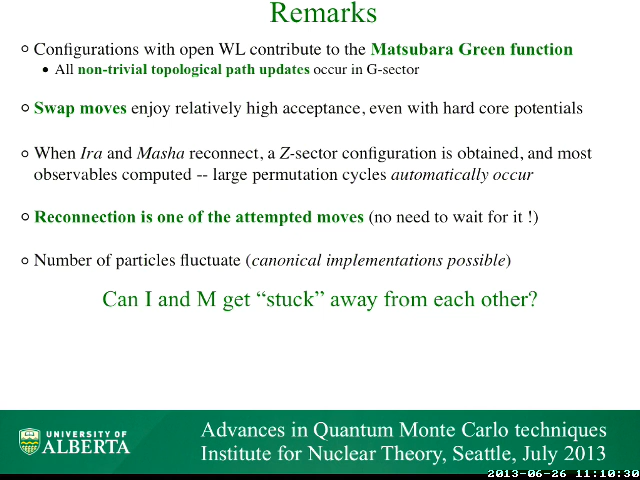 Remarks
Configurations with open WL contribute to the Matsubara Green function
All non-trivial topological path updates occur in G-sector
Swap moves enjoy relatively high acceptance, even with hard core potentials
When Ira and Masha reconnect, a Z-sector configuration is obtained, and most
observables computed -- large permutation cycles automatically occur
Reconnection is one of the attempted moves (no need to wait for it !)
Number of particles fluctuate (canonical implementations possible)
Can I and M get “stuck” away from each other?
UNIVERSITY OF
ALBERTA
Advances in Quantum Monte Carlo techniques
Institute for Nuclear Theory, Seattle, July 2013
2013-06-26 11:10:30